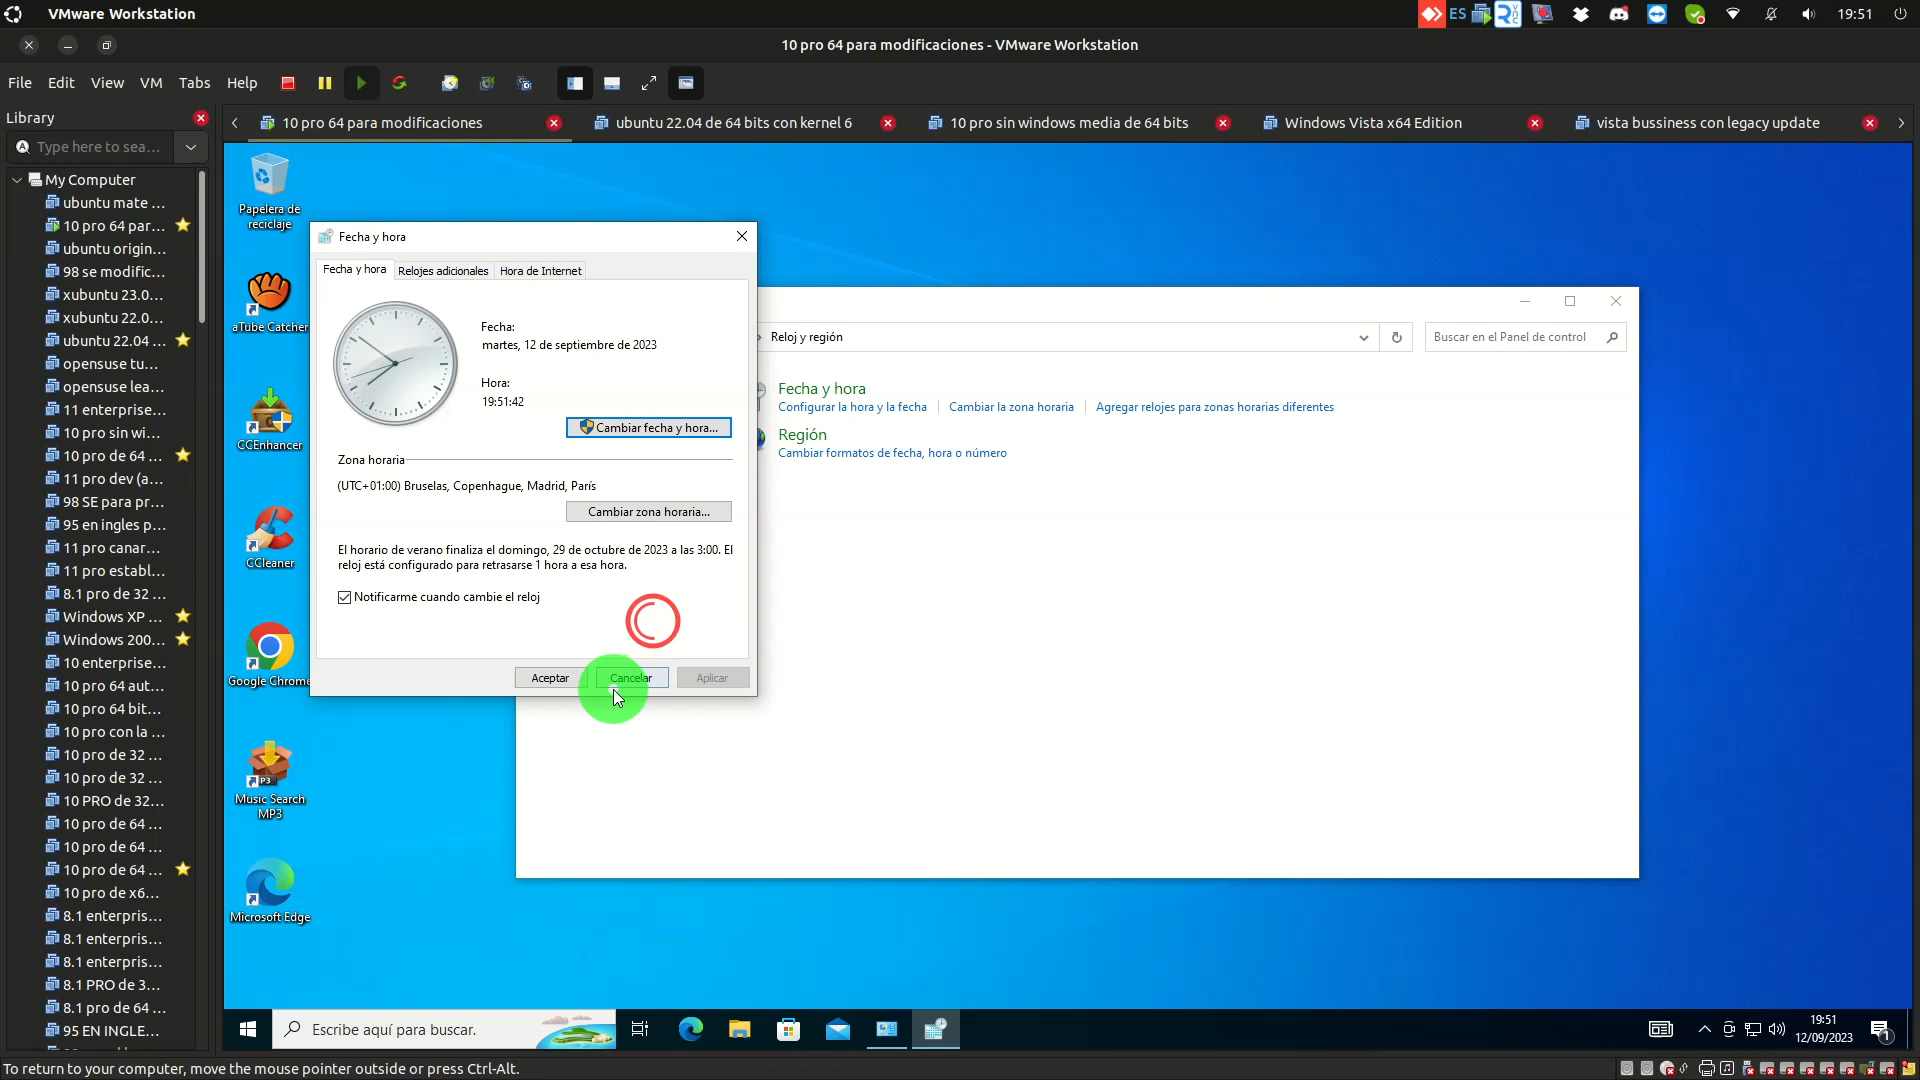 VMware Workstation
ES
19:51
10 pro 64 para modificaciones - VMware Workstation
File Edit View VM Tabs Help
Library
Type here to sea...
10 pro 64 para modificaciones
ubuntu 22.04 de 64 bits con kernel 6
10 pro sin windows media de 64 bits
Windows Vista x64 Edition
vista bussiness con legacy update
My Computer
ubuntu mate ...
10 pro 64 par...
ubuntu origin...
98 se modific...
xubuntu 23.0...
xubuntu 22.0...
ubuntu 22.04 ...
opensuse tu...
opensuse lea...
11 enterprise...
10 pro sin wi...
10 pro de 64 ...
11 pro dev (a...
98 SE para pr...
95 en ingles p...
11 pro canar...
11 pro establ...
8.1 pro de 32 ...
Windows XP ...
Windows 200...
10 enterprise...
10 pro 64 aut...
10 pro 64 bit...
10 pro con la ...
10 pro de 32 ...
10 pro de 32 ...
10 PRO de 32...
10 pro de 64 ...
10 pro de 64 ...
10 pro de 64 ...
10 pro de x6...
8.1 enterpris...
8.1 enterpris...
8.1 enterpris...
8.1 PRO de 3...
8.1 pro de 64 ...
95 EN INGLE...
Papelera de
reciclaje
aTube Catcher
CCEnhancer
CCleaner
Google Chrome
P3
Music Search
MP3
Microsoft Edge
Fecha y hora
Fecha y hora
Relojes adicionales
Hora de Internet
Fecha:
martes, 12 de septiembre de 2023
Hora:
19:51:42
Cambiar fecha y hora...
Zona horaria
(UTC+01:00) Bruselas, Copenhague, Madrid, París
Cambiar zona horaria...
El horario de verano finaliza el domingo, 29 de octubre de 2023 a las 3:00. El
reloj está configurado para retrasarse 1 hora a esa hora.
Notificarme cuando cambie el reloj
Aceptar
Cancelar
Aplicar
Reloj y región
Buscar en el Panel de control
Fecha y hora
Configurar la hora y la fecha
Cambiar la zona horaria
Agregar relojes para zonas horarias diferentes
Región
Cambiar formatos de fecha, hora o número
Escribe aquí para buscar.
19:51
12/09/2023
1
To return to your computer, move the mouse pointer outside or press Ctrl-Alt.